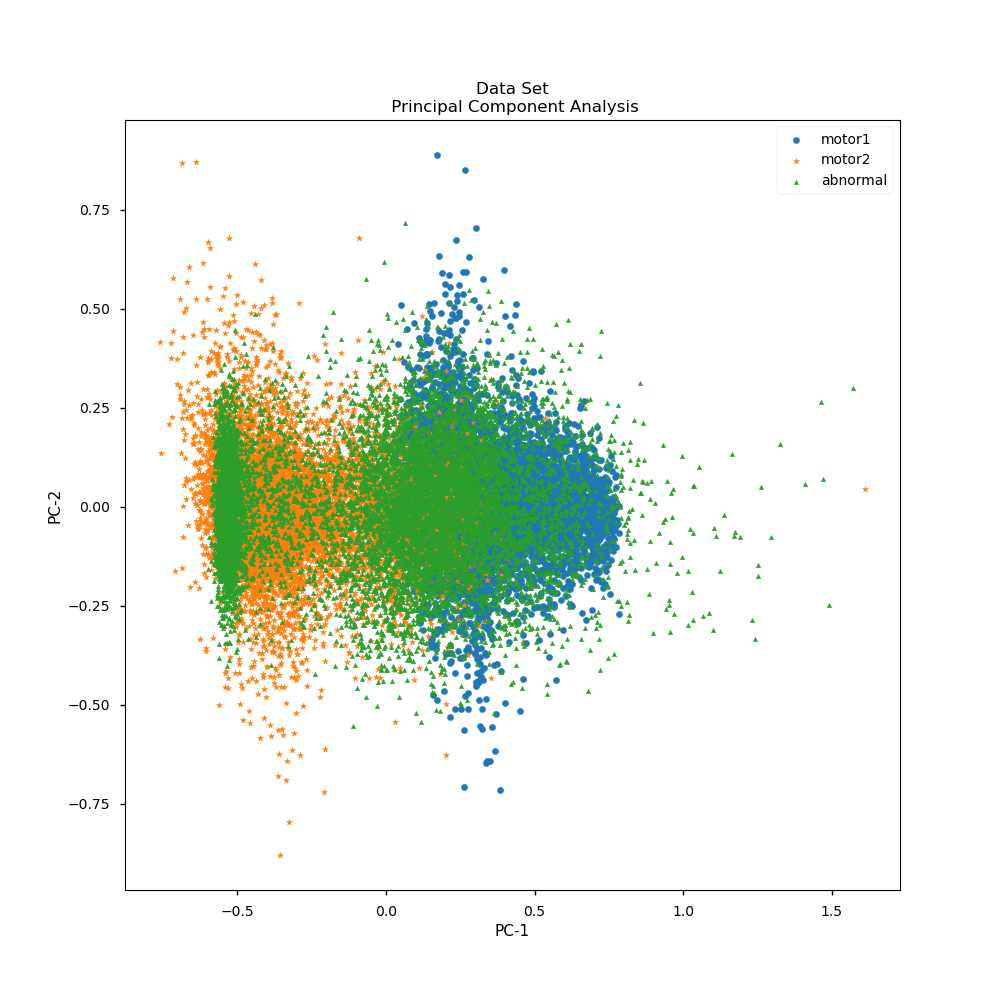 Data Set
Principal Component Analysis
motor1
motor2
abnormal
0.75
0.50
0.25
0.00
−0.25
−0.50
−0.75
PC-2
−0.5
0.0
0.5
1.0
1.5
PC-1